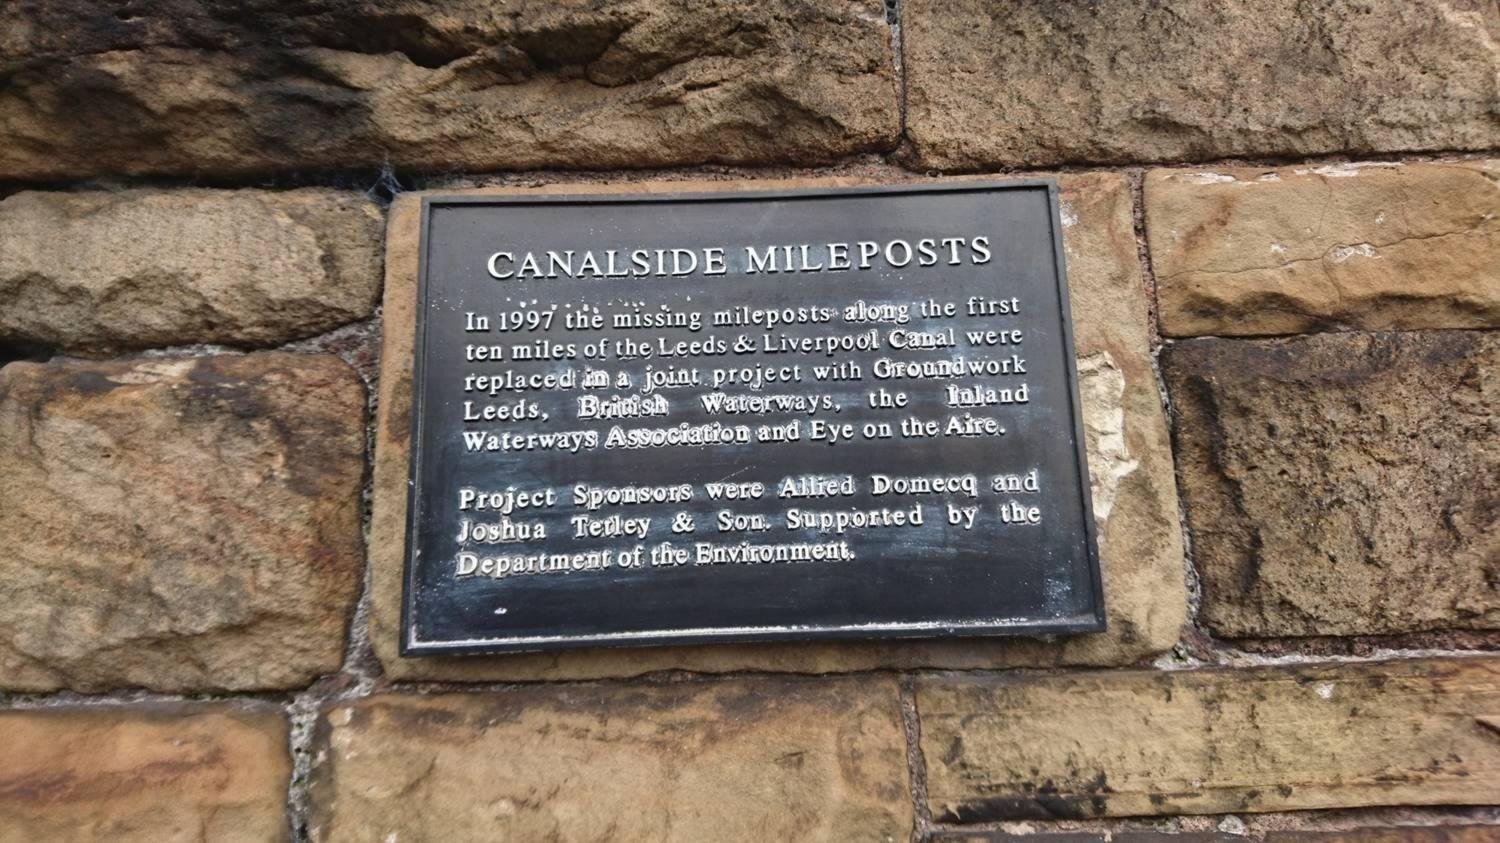 CANALSIDE MILEPOSTS
In 1997 the missing mileposts along the first
ten miles of the Leeds & Liverpool Canal were
replaced in a joint project with Groundwork
Leeds, British Waterways, the Inland
Waterways Association and Eye on the Aire.
Project Sponsors were Allied Domecq and
Joshua Tetley & Son. Supported by the
Department of the Environment.